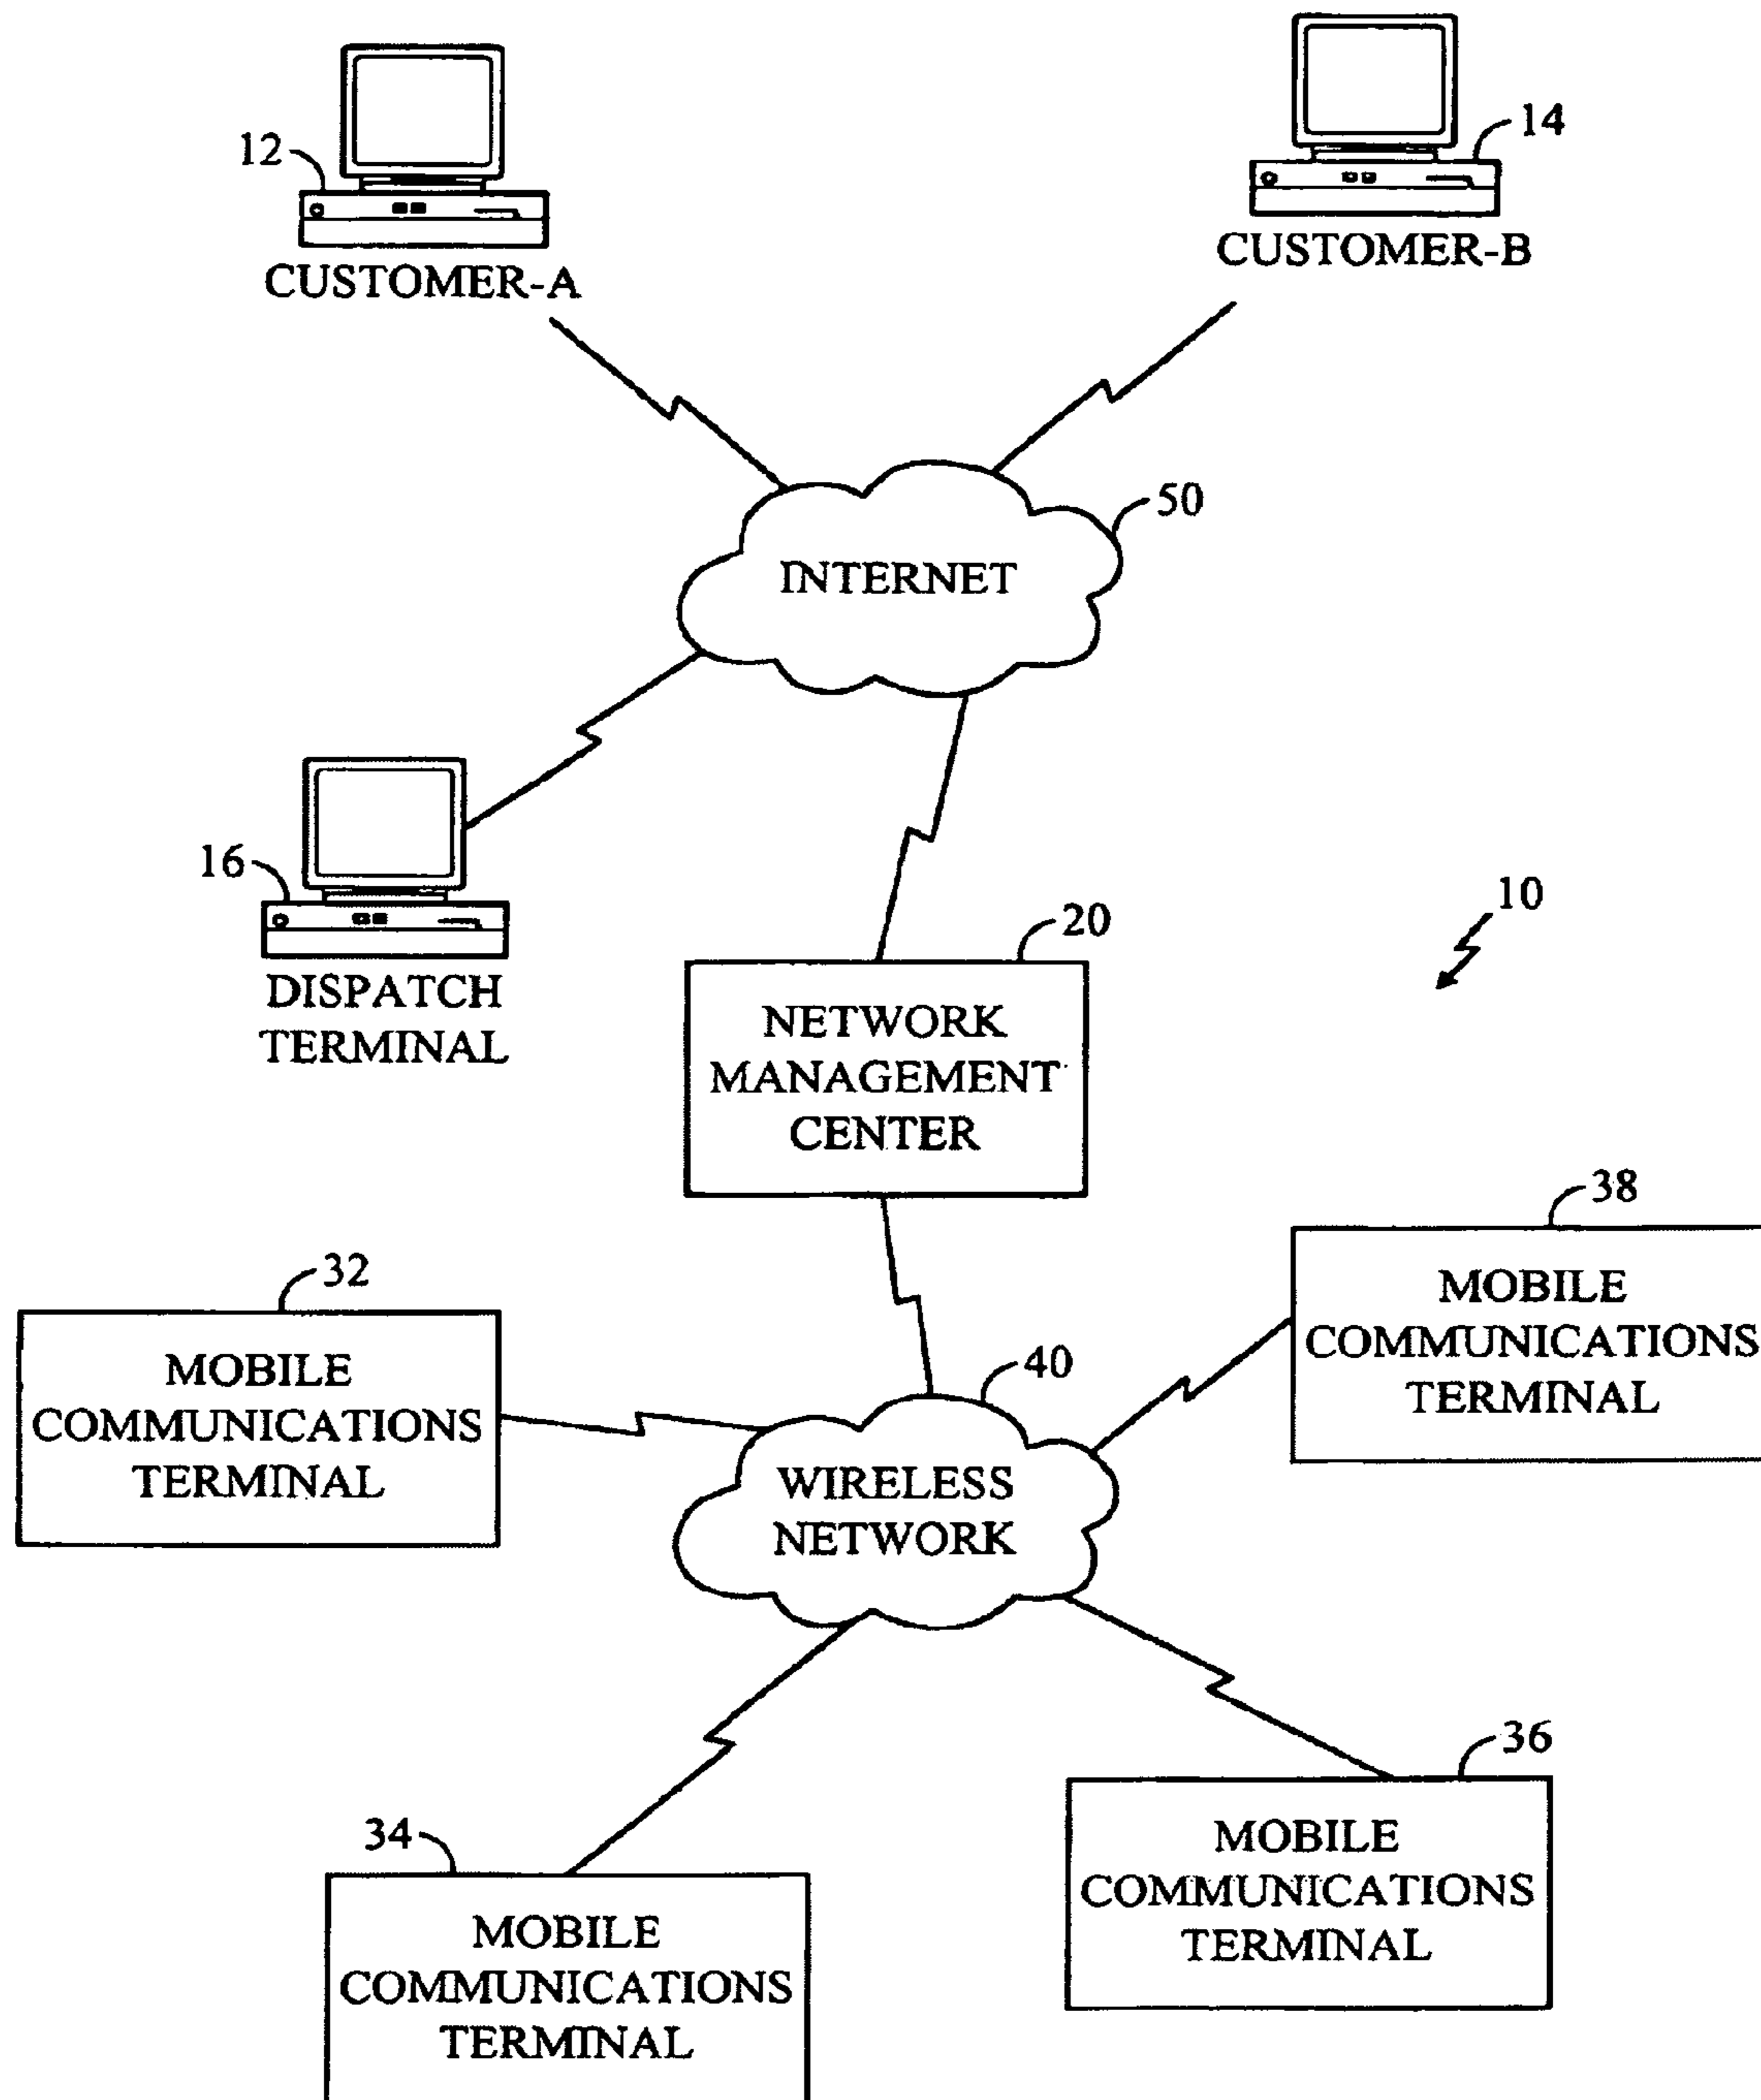 12
CUSTOMER-A
14
CUSTOMER-B
50
INTERNET
16
DISPATCH
TERMINAL
20
NETWORK
MANAGEMENT
CENTER
10
32
MOBILE
COMMUNICATIONS
TERMINAL
38
MOBILE
COMMUNICATIONS
TERMINAL
40
WIRELESS
NETWORK
34
MOBILE
COMMUNICATIONS
TERMINAL
36
MOBILE
COMMUNICATIONS
TERMINAL